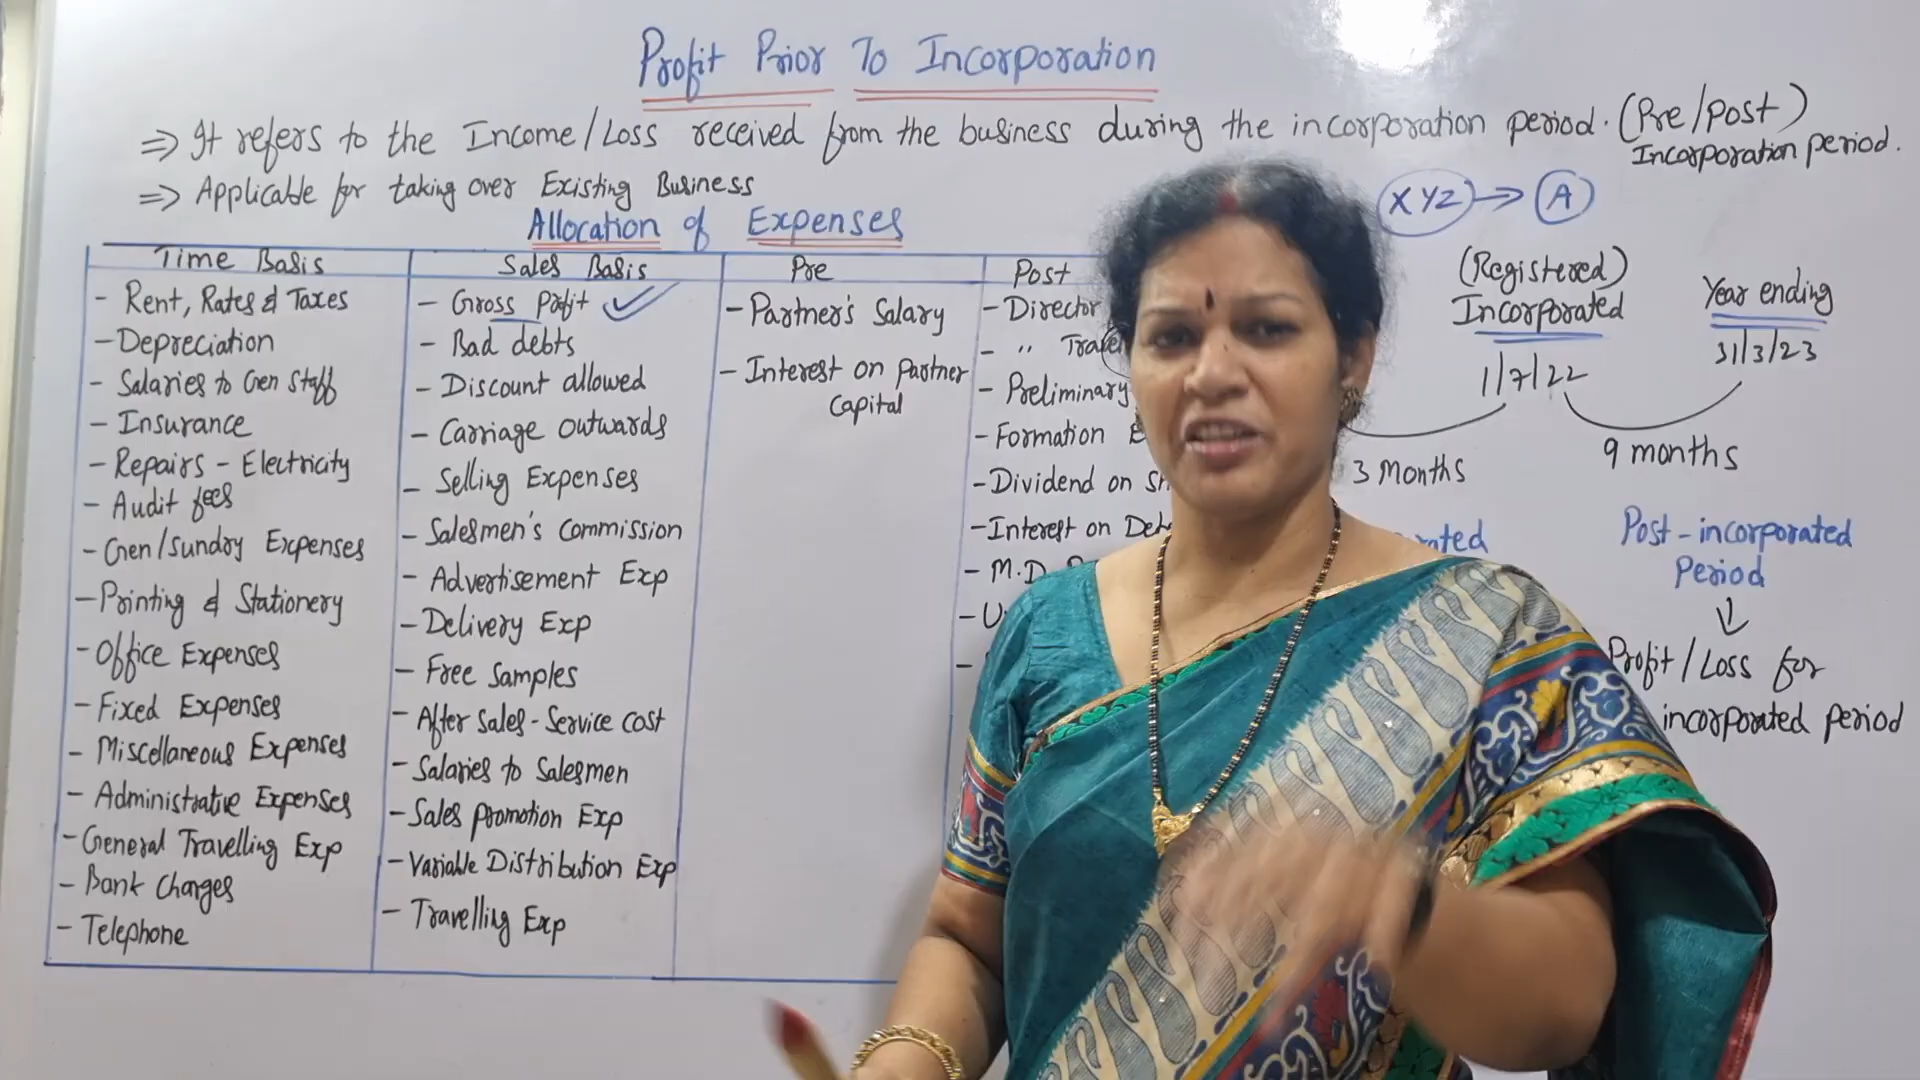 Profit Prior To Incorporation
⇒ It refers to the Income/Loss received from the business during the incorporation period. (Pre/Post)
Incorporation period.
⇒ Applicable for taking over Existing Business
XYZ → A
Allocation of Expenses
Time Basis
- Rent, Rates & Taxes
- Depreciation
- Salaries to Gen Staff
- Insurance
- Repairs - Electricity
- Audit fees
- Gen/Sundry Expenses
- Printing & Stationery
- Office Expenses
- Fixed Expenses
- Miscellaneous Expenses
- Administrative Expenses
- General Travelling Exp
- Bank Charges
- Telephone
Sales Basis
- Gross Profit
- Bad debts
- Discount allowed
- Carriage outwards
- Selling Expenses
- Salesmen's Commission
- Advertisement Exp
- Delivery Exp
- Free Samples
- After Sales-Service cost
- Salaries to Salesmen
- Sales promotion Exp
- Variable Distribution Exp
- Travelling Exp
Pre
- Partner's Salary
- Interest on Partner
Capital
Post
- Director
- "
- Preliminary
- Formation
- Dividend on
- Interest on
- M.D.
(Registered)
Incorporated
1/7/22
Year ending
31/3/23
3 Months
9 months
Post-incorporated
Period
↓
Profit/Loss for
incorporated period